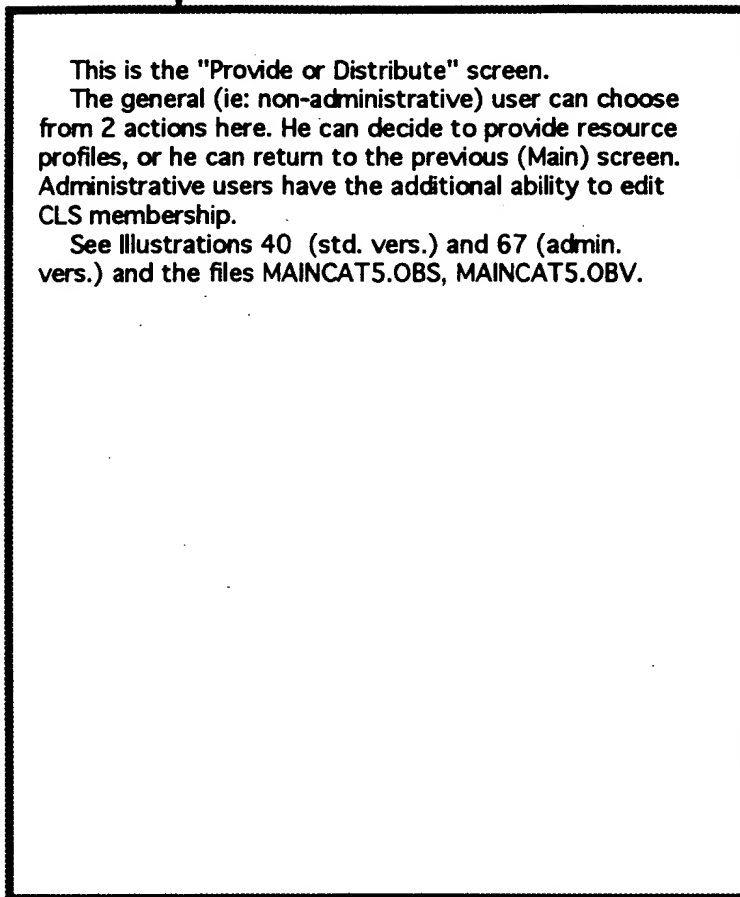 This is the "Provide or Distribute" screen.
The general (ie: non-administrative) user can choose
from 2 actions here. He can decide to provide resource
profiles, or he can return to the previous (Main) screen.
Administrative users have the additional ability to edit
CLS membership.
See Illustrations 40 (std. vers.) and 67 (admin.
vers.) and the files MAINCAT5.OBS, MAINCAT5.OBV.